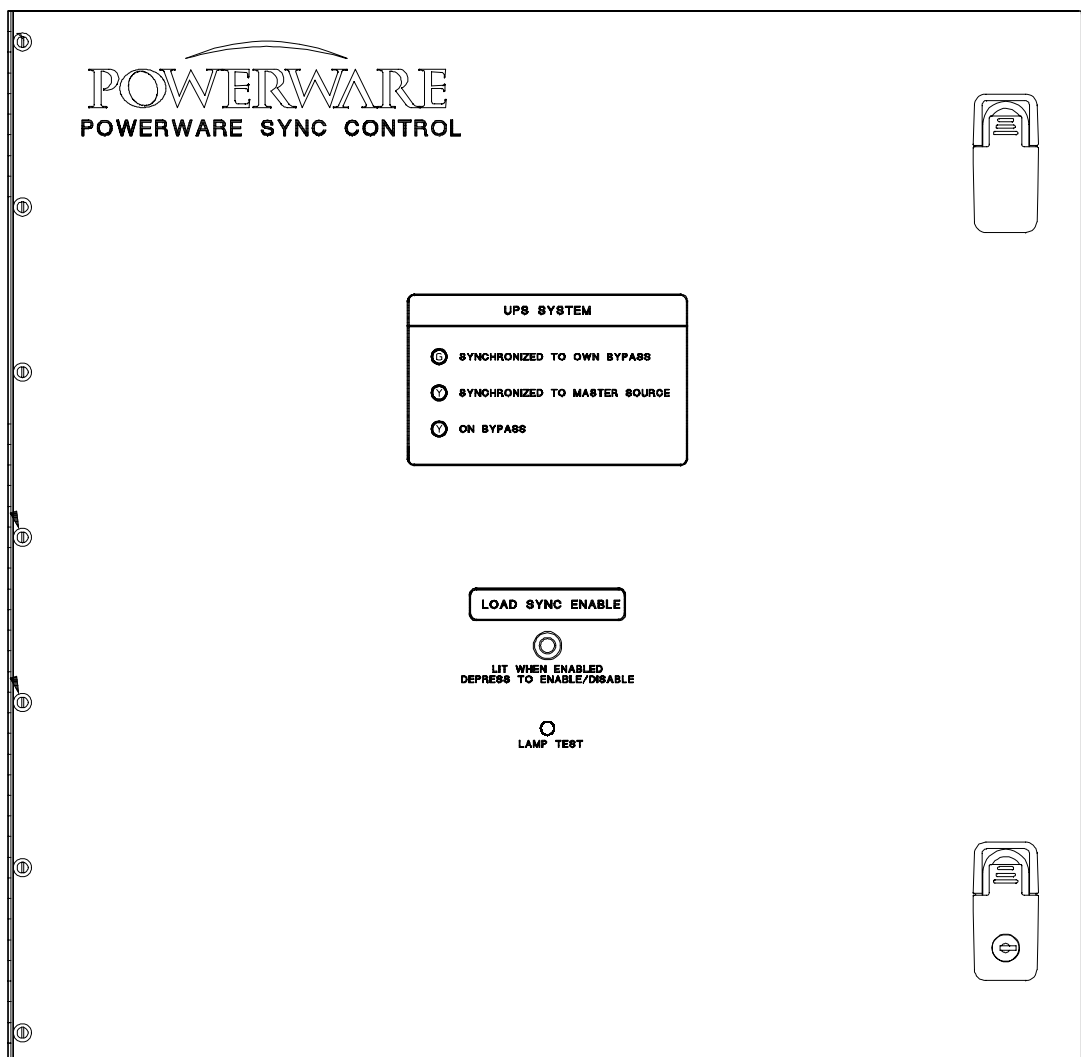 POWERWARE
POWERWARE SYNC CONTROL
UPS SYSTEM
G SYNCHRONIZED TO OWN BYPASS
Y SYNCHRONIZED TO MASTER SOURCE
Y ON BYPASS
LOAD SYNC ENABLE
LIT WHEN ENABLED
DEPRESS TO ENABLE/DISABLE
LAMP TEST